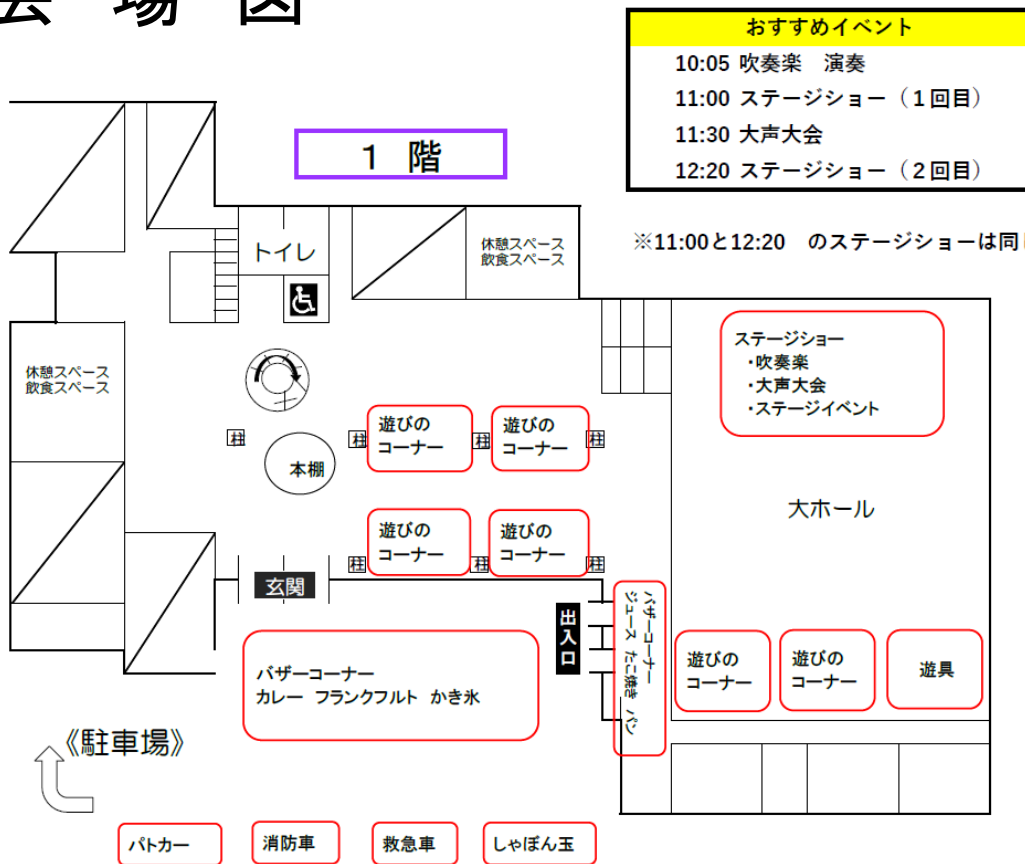 会 場 図
おすすめイベント
10:05 吹奏楽　演奏
11:00 ステージショー（１回目）
11:30 大声大会
12:20 ステージショー（２回目）
※11:00と12:20　のステージショーは同じ
１ 階
トイレ
休憩スペース
飲食スペース
休憩スペース
飲食スペース
ステージショー
・吹奏楽
・大声大会
・ステージイベント
柱
柱
遊びの
コーナー
柱
遊びの
コーナー
柱
本棚
大ホール
柱
遊びの
コーナー
柱
遊びの
コーナー
柱
玄関
出入口
バザーコーナー
ジュース たこ焼き パン
バザーコーナー
カレー フランクフルト かき氷
遊びの
コーナー
遊びの
コーナー
遊具
《駐車場》
パトカー
消防車
救急車
しゃぼん玉